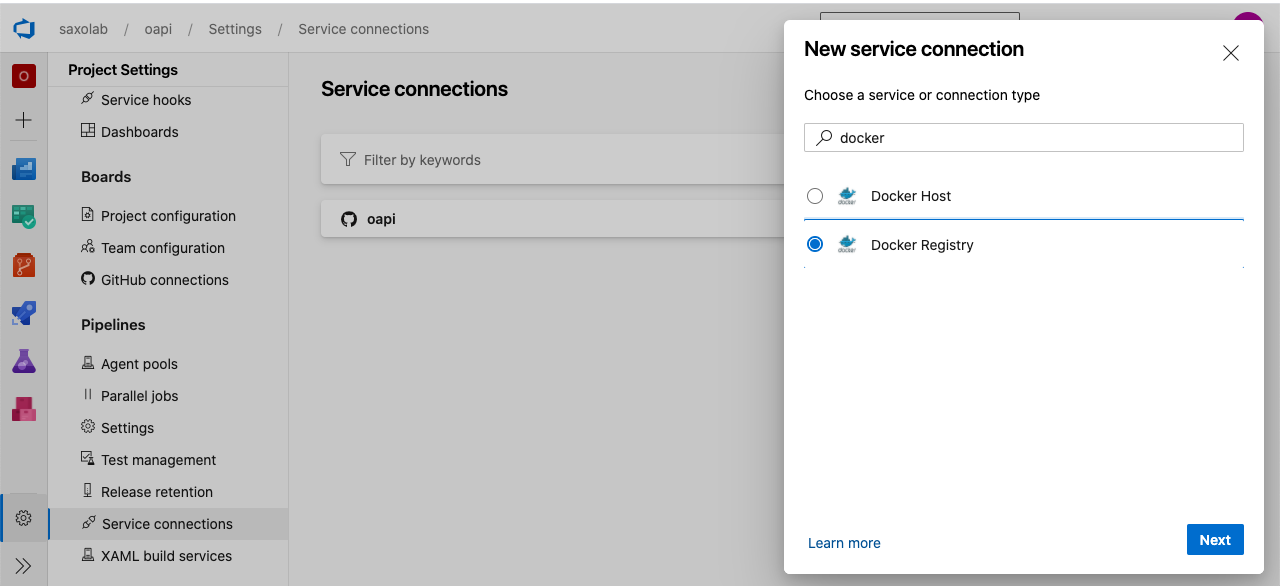 saxolab / oapi / Settings / Service connections
O
Project Settings
Service hooks
Dashboards
Boards
Project configuration
Team configuration
GitHub connections
Pipelines
Agent pools
Parallel jobs
Settings
Test management
Release retention
Service connections
XAML build services
Service connections
Filter by keywords
oapi
New service connection
Choose a service or connection type
docker
docker Docker Host
docker Docker Registry
Learn more
Next